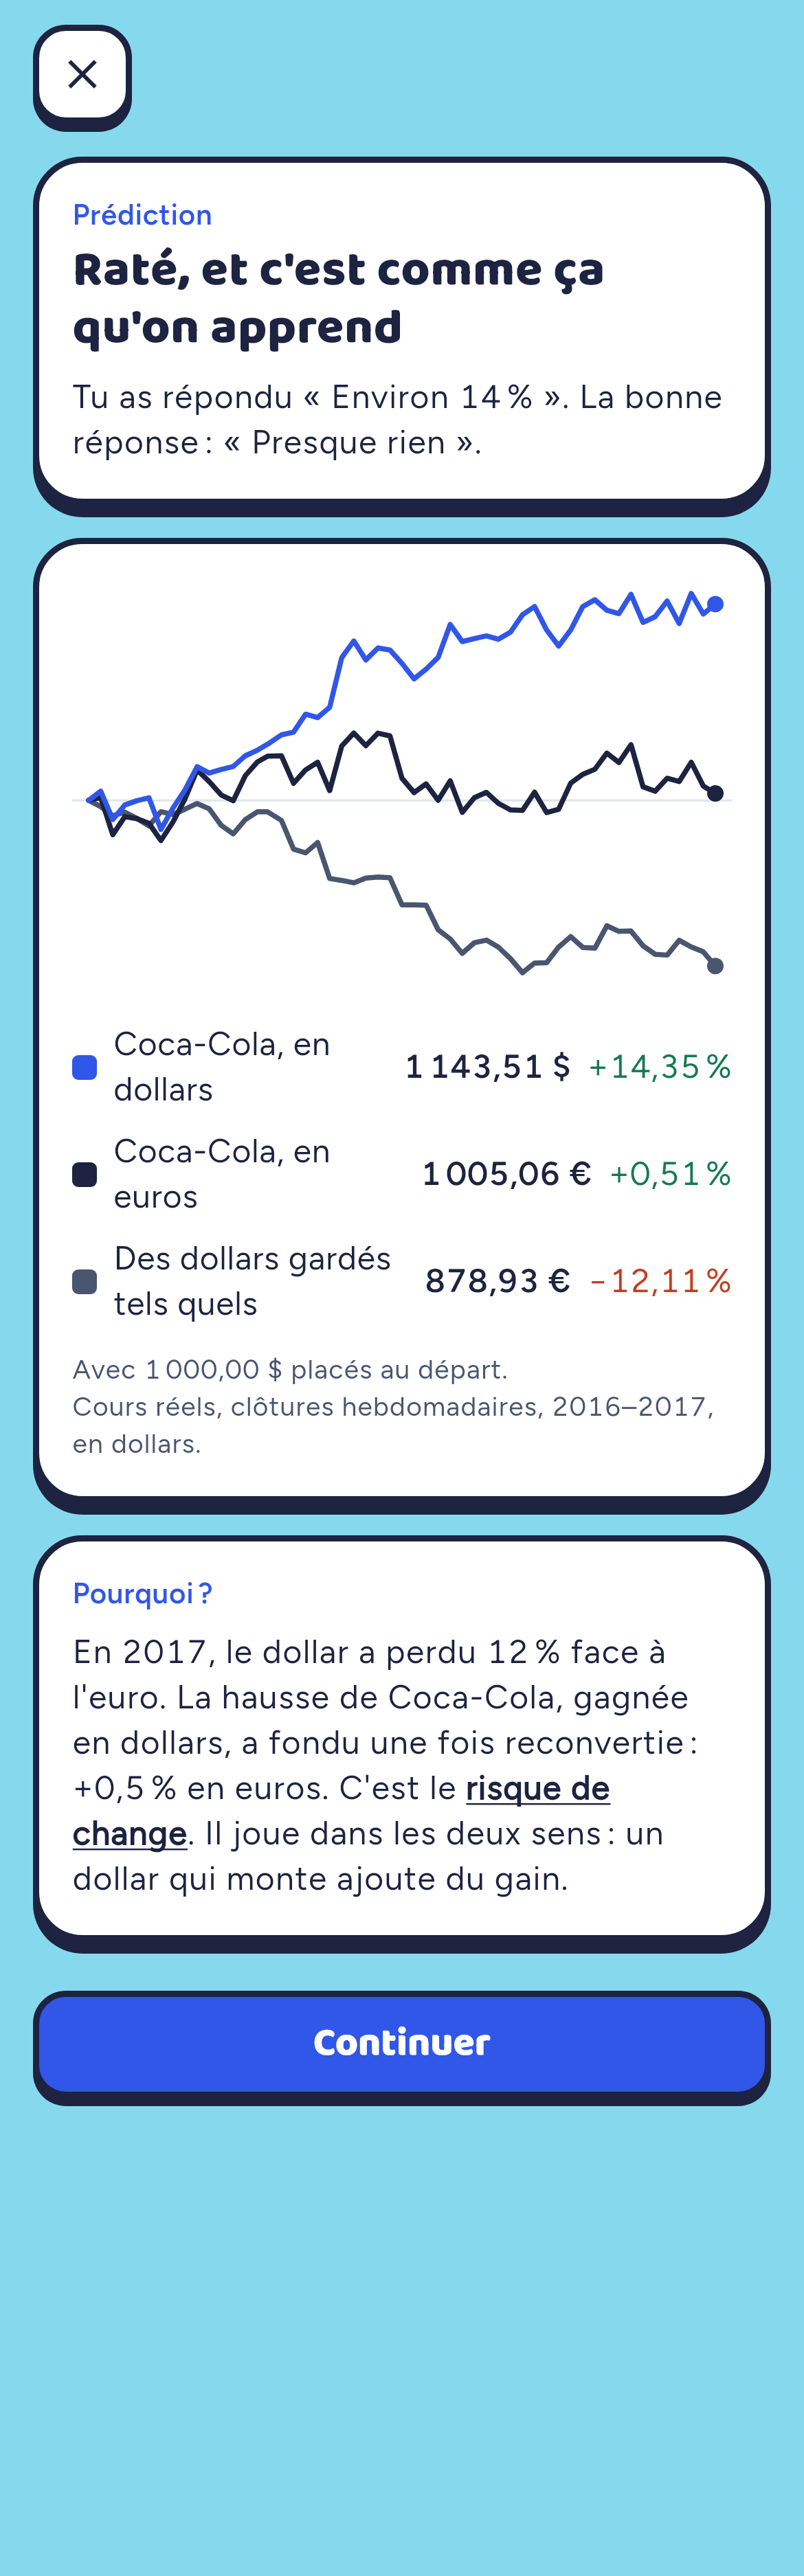 Prédiction
Raté, et c'est comme ça
qu'on apprend
Tu as répondu « Environ 14 % ». La bonne
réponse : « Presque rien ».
Coca-Cola, en
dollars
1 143,51 $ +14,35 %
Coca-Cola, en
euros
1 005,06 € +0,51 %
Des dollars gardés
tels quels
878,93 € −12,11 %
Avec 1 000,00 $ placés au départ.
Cours réels, clôtures hebdomadaires, 2016–2017,
en dollars.
Pourquoi ?
En 2017, le dollar a perdu 12 % face à
l'euro. La hausse de Coca-Cola, gagnée
en dollars, a fondu une fois reconvertie :
+0,5 % en euros. C'est le risque de
change. Il joue dans les deux sens : un
dollar qui monte ajoute du gain.
Continuer